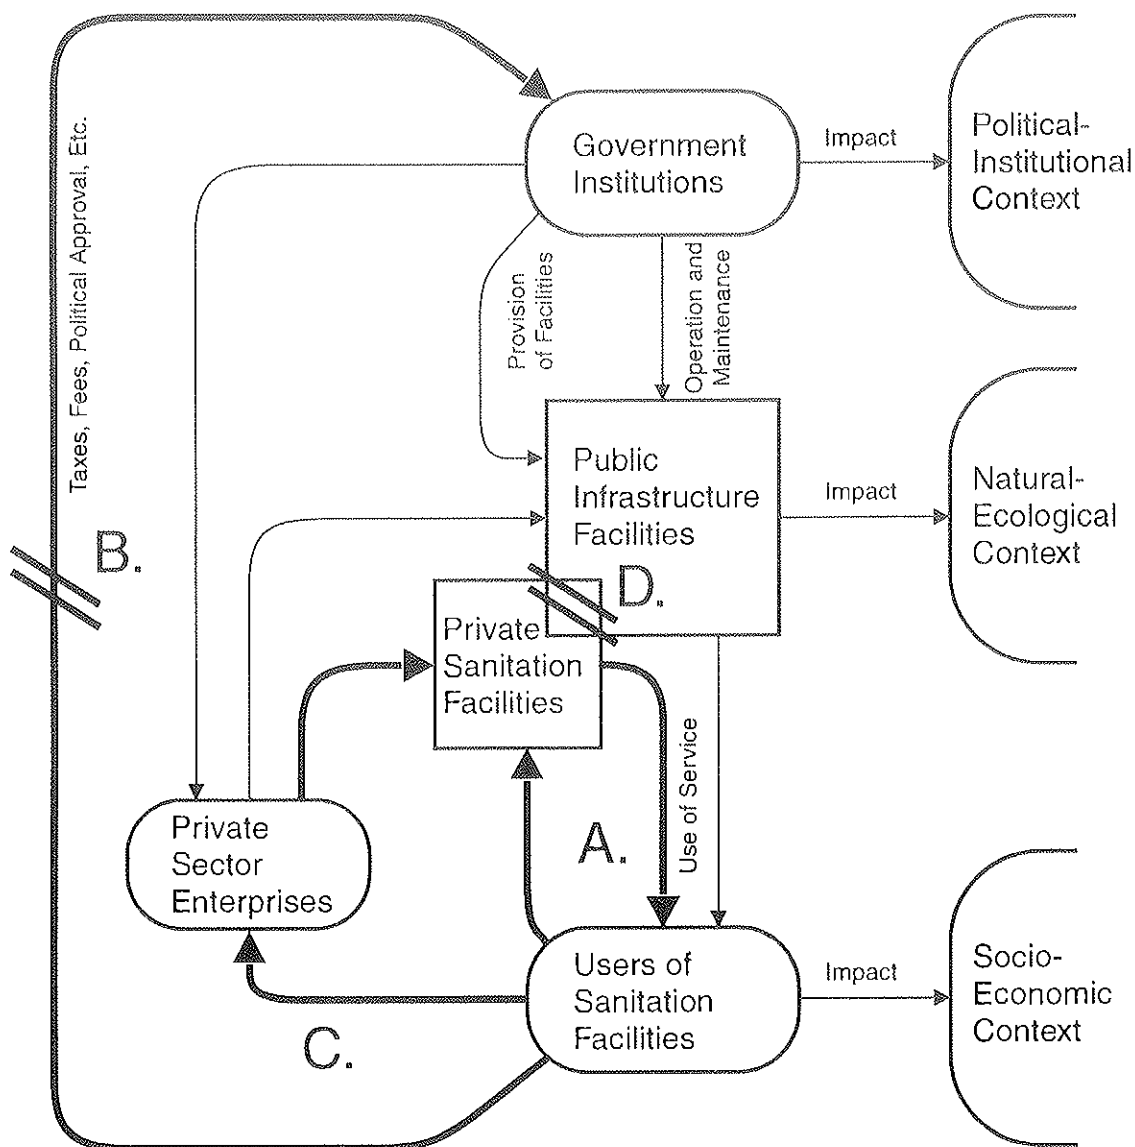 Taxes, Fees, Political Approval, Etc.
Government
Institutions
Impact
Political-
Institutional
Context
Provision
of Facilities
Operation and
Maintenance
Public
Infrastructure
Facilities
Impact
Natural-
Ecological
Context
B.
D.
Private
Sanitation
Facilities
Use of Service
A.
Private
Sector
Enterprises
C.
Users of
Sanitation
Facilities
Impact
Socio-
Economic
Context